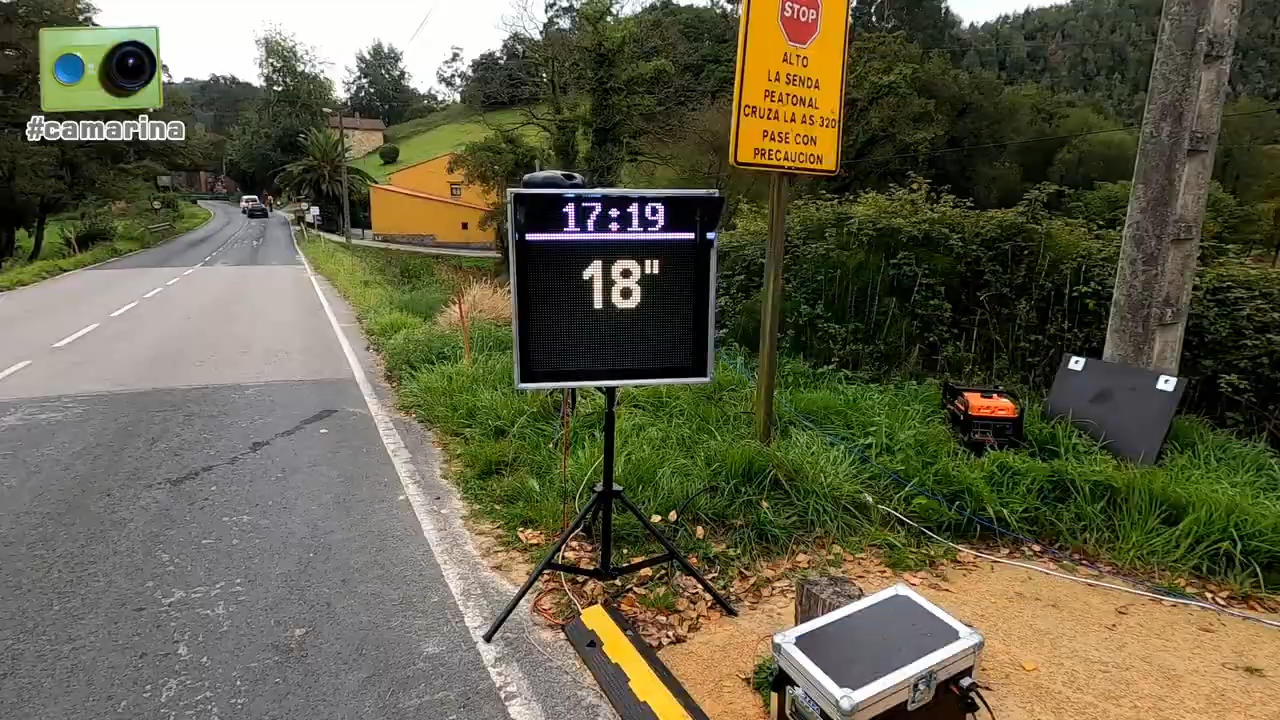 #camarina
STOP
ALTO
LA SENDA
PEATONAL
CRUZA LA AS-320
PASE CON
PRECAUCION
17:19
18"